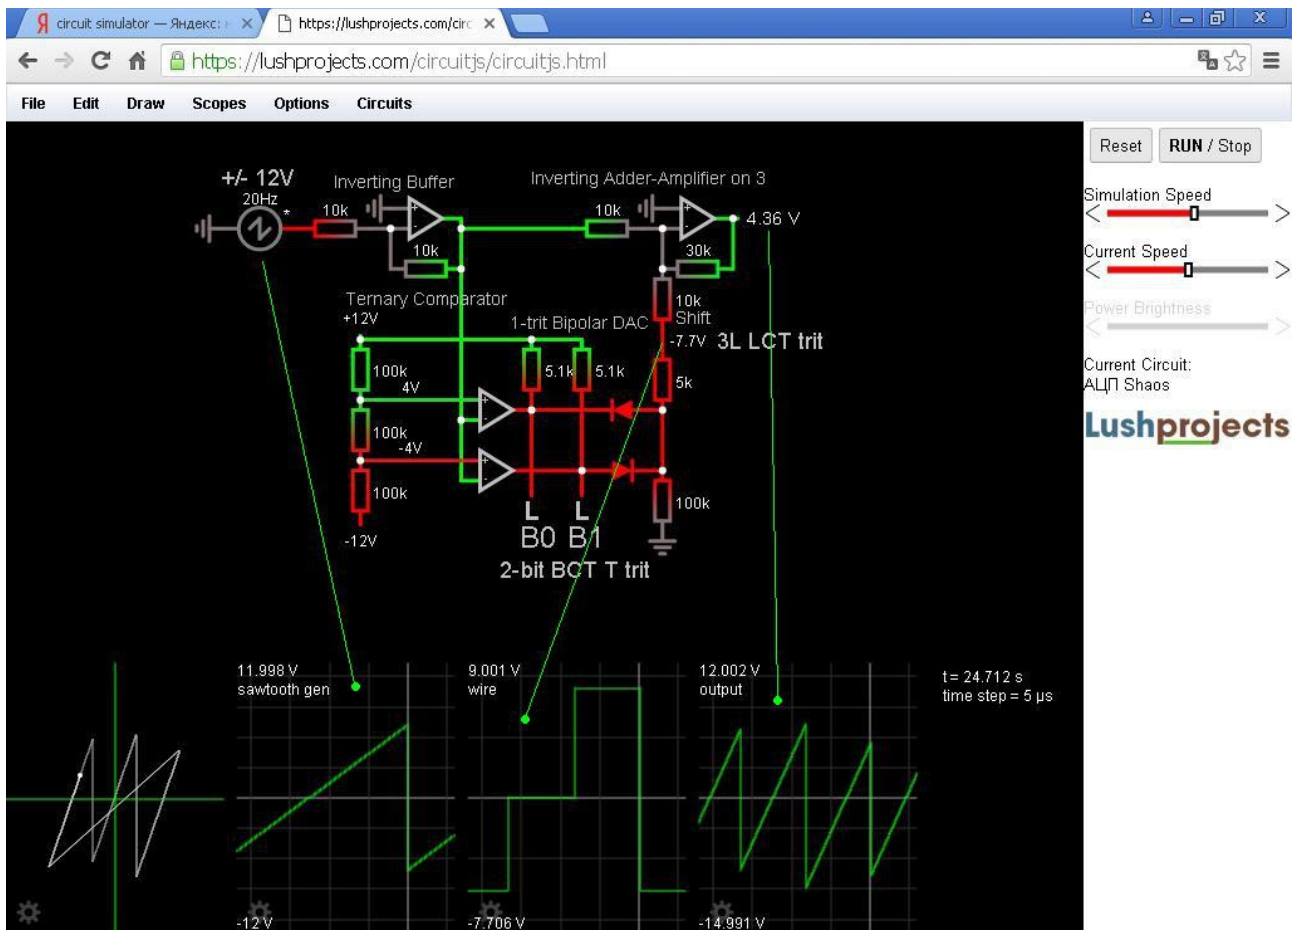 circuit simulator — Яндекс: н
https://lushprojects.com/circ
https://lushprojects.com/circuitjs/circuitjs.html
File Edit Draw Scopes Options Circuits
Reset RUN / Stop
Simulation Speed
Current Speed
Power Brightness
Current Circuit:
АЦП Shaos
Lushprojects
+/- 12V
20Hz
*
Inverting Buffer
Inverting Adder-Amplifier on 3
10k
10k
10k
30k
4.36 V
Ternary Comparator
+12V
1-trit Bipolar DAC
10k
Shift
-7.7V
3L LCT trit
100k
4V
5.1k
5.1k
5k
100k
-4V
100k
100k
-12V
L L
B0 B1
2-bit BCT T trit
11.998 V
sawtooth gen
-12 V
9.001 V
wire
-7.706 V
12.002 V
output
-14.991 V
t = 24.712 s
time step = 5 µs